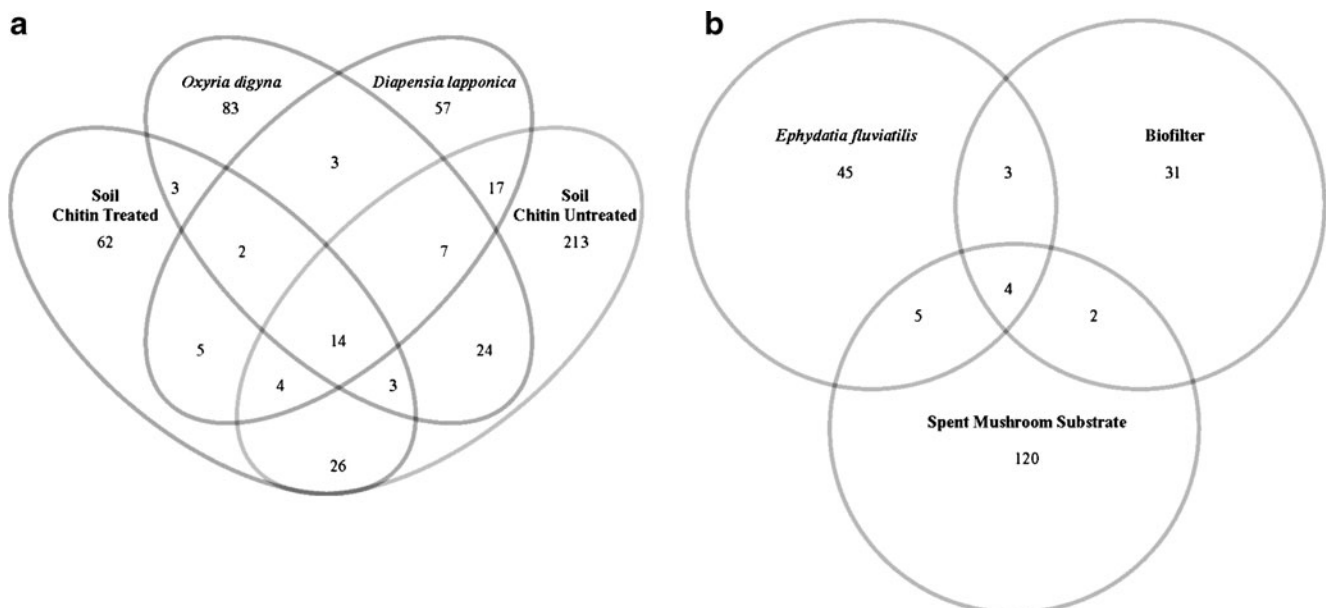 a
Oxyria digyna
83
Diapensia lapponica
57
3
3
17
Soil
Chitin Treated
62
Soil
Chitin Untreated
213
2
7
5
14
24
4
3
26
b
Ephydatia fluviatilis
45
3
Biofilter
31
4
5
2
Spent Mushroom Substrate
120